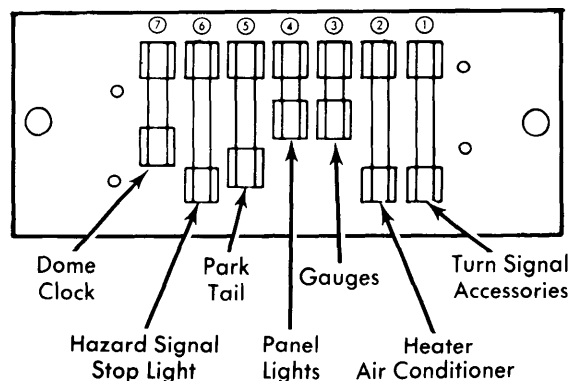 7 6 5 4 3 2 1
Dome
Clock
Park
Tail
Gauges
Turn Signal
Accessories
Hazard Signal
Stop Light
Panel
Lights
Heater
Air Conditioner